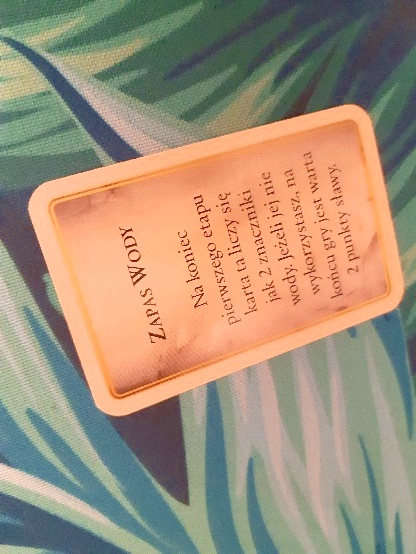 ZAPAS WODY
Na koniec
pierwszego etapu
karta ta liczy się
jak 2 znaczniki
wody. Jeżeli jej nie
wykorzystasz, na
końcu gry jest warta
2 punkty sławy.